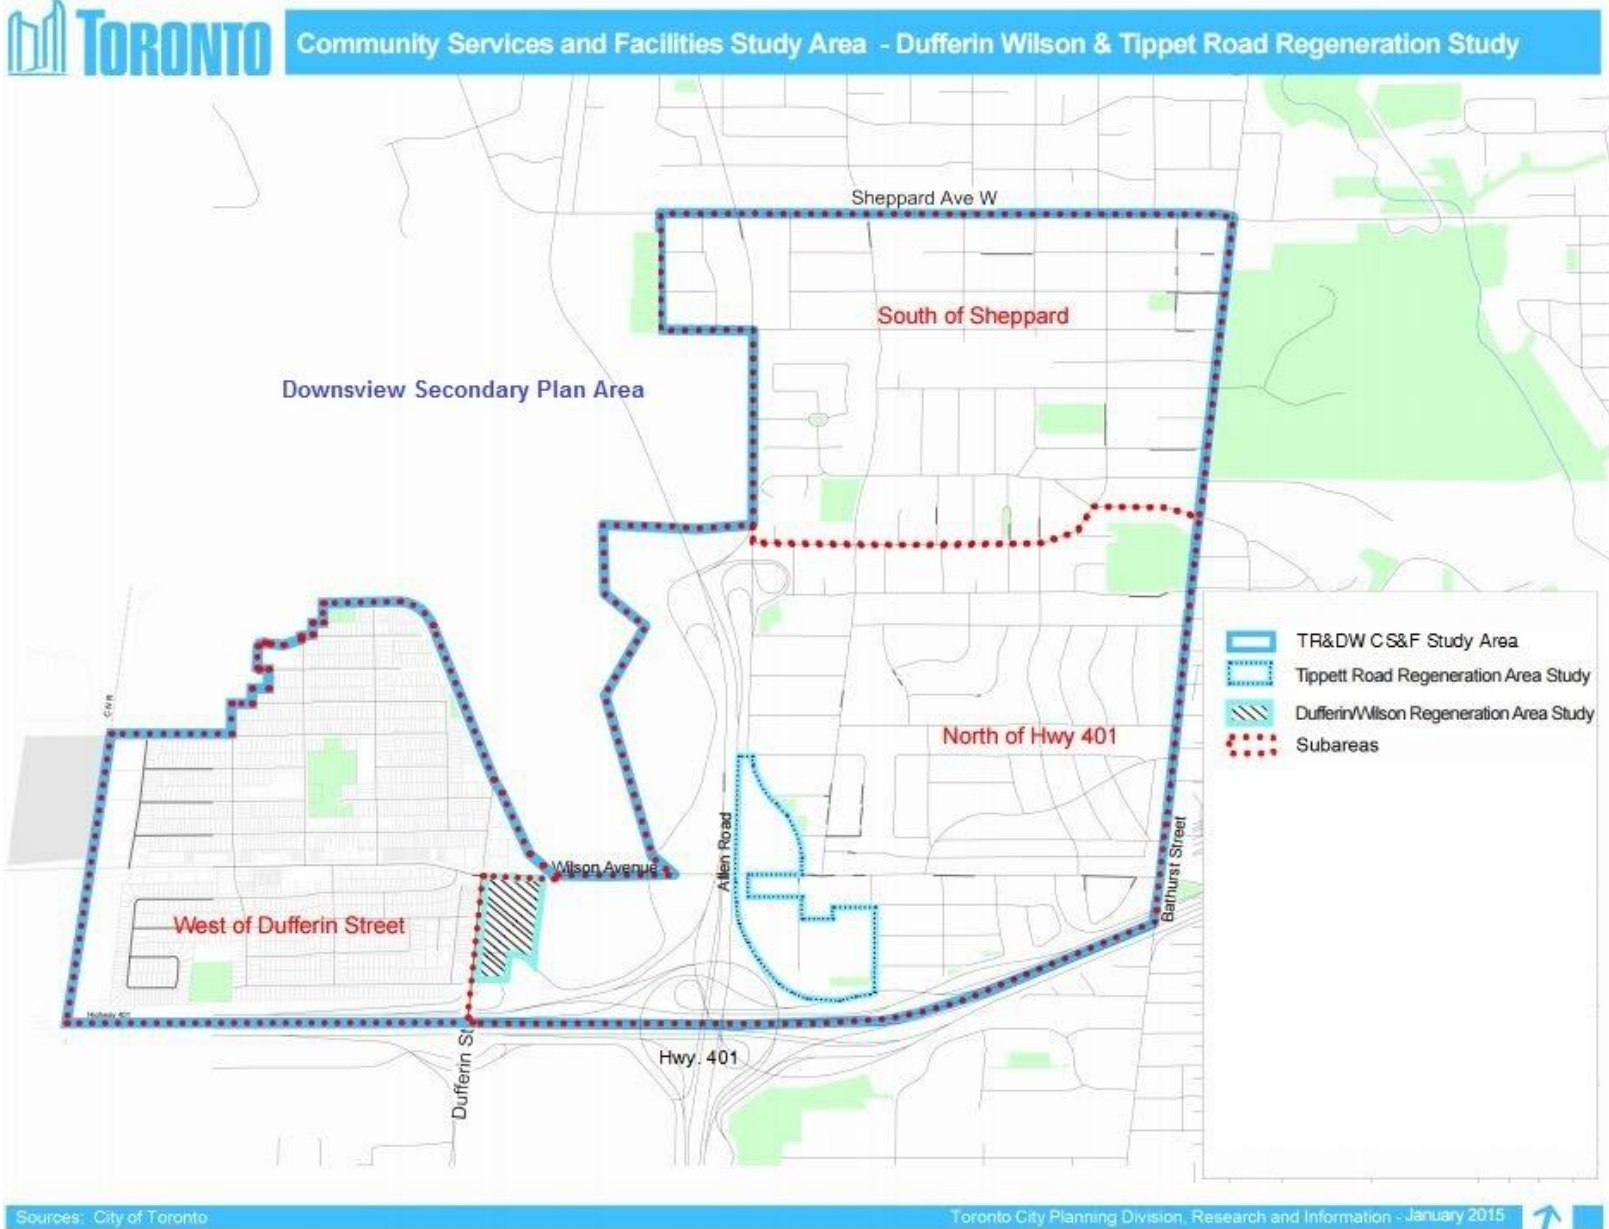 TORONTO
Community Services and Facilities Study Area - Dufferin Wilson & Tippet Road Regeneration Study
Sheppard Ave W
South of Sheppard
Downsview Secondary Plan Area
TR&DW CS&F Study Area
Tippett Road Regeneration Area Study
Dufferin/Wilson Regeneration Area Study
Subareas
CNR
North of Hwy 401
Allen Road
Bathurst Street
Wilson Avenue
West of Dufferin Street
Highway 401
Dufferin St
Hwy. 401
Sources: City of Toronto
Toronto City Planning Division, Research and Information - January 2015